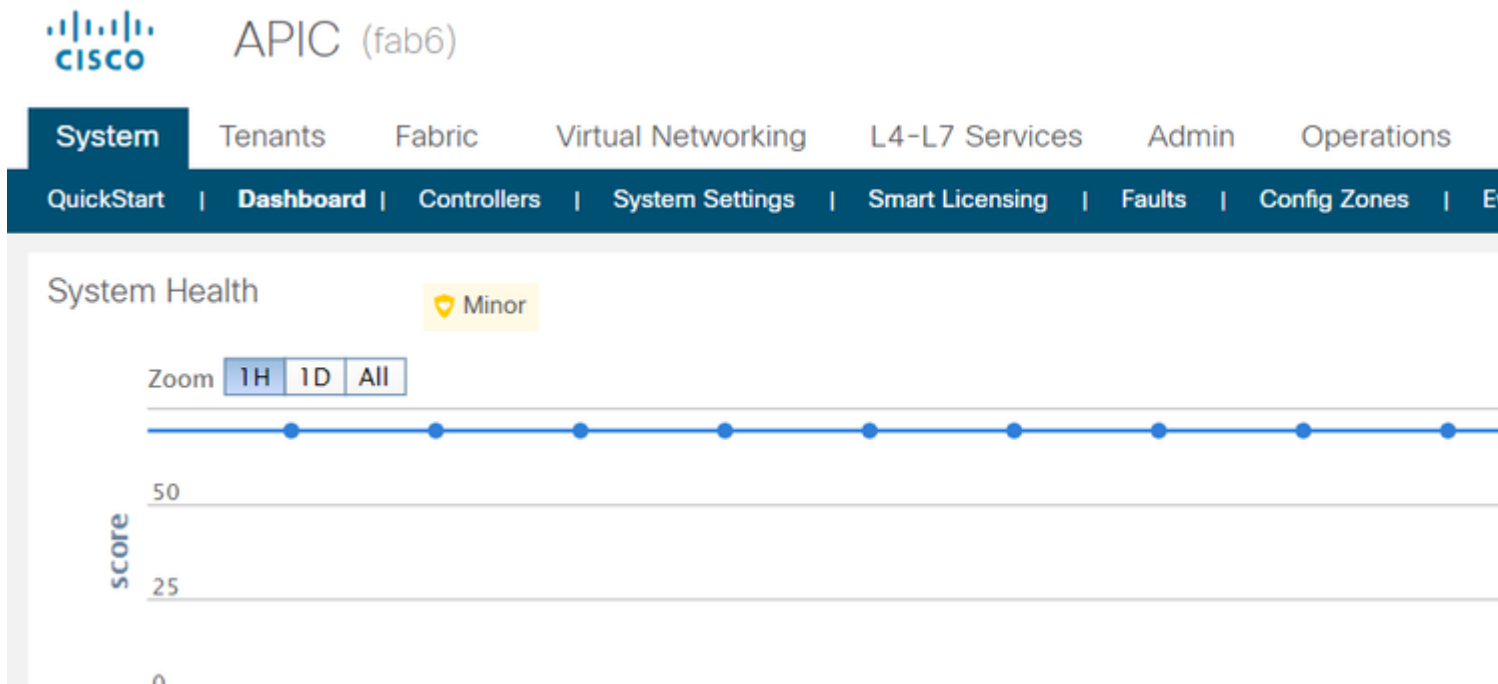 CISCO
APIC (fab6)
System Tenants Fabric Virtual Networking L4-L7 Services Admin Operations
QuickStart | Dashboard | Controllers | System Settings | Smart Licensing | Faults | Config Zones |
System Health
Minor
Zoom 1H 1D All
50
score
25
0